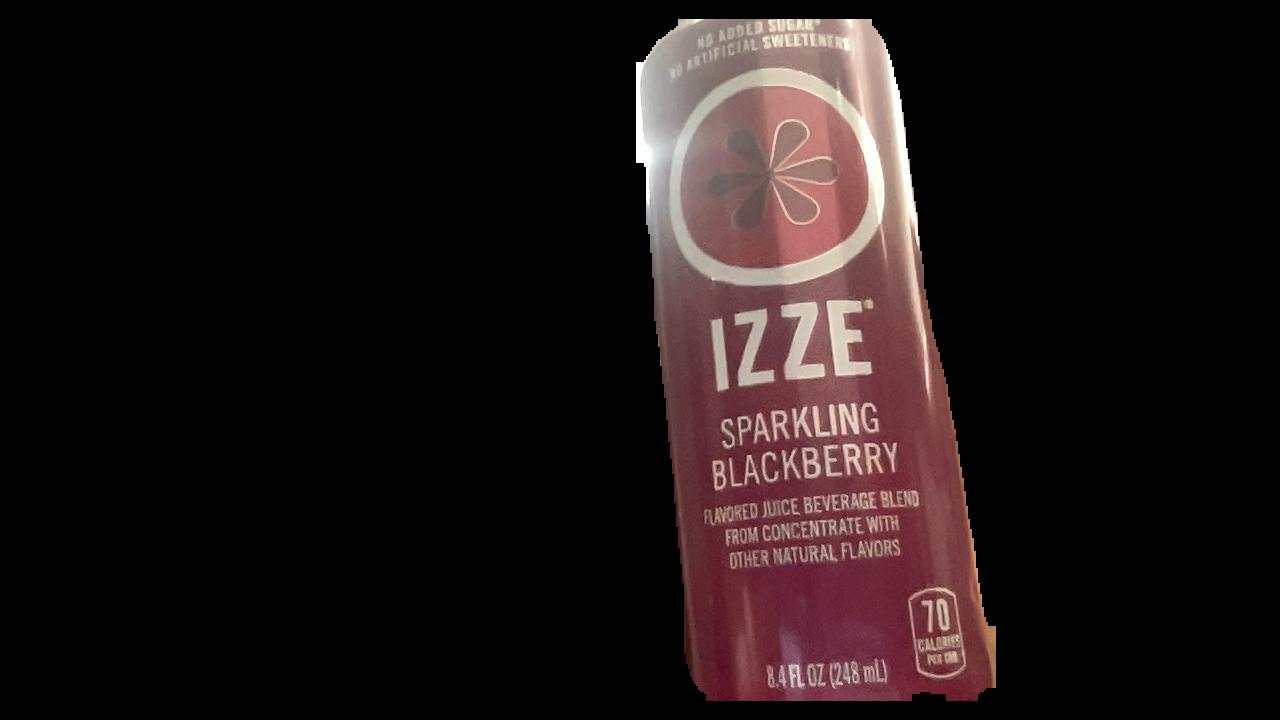 NO ADDED SUGAR*
NO ARTIFICIAL SWEETENERS
IZZE®
SPARKLING
BLACKBERRY
FLAVORED JUICE BEVERAGE BLEND
FROM CONCENTRATE WITH
OTHER NATURAL FLAVORS
70
CALORIES
PER CAN
8.4 FL OZ (248 mL)